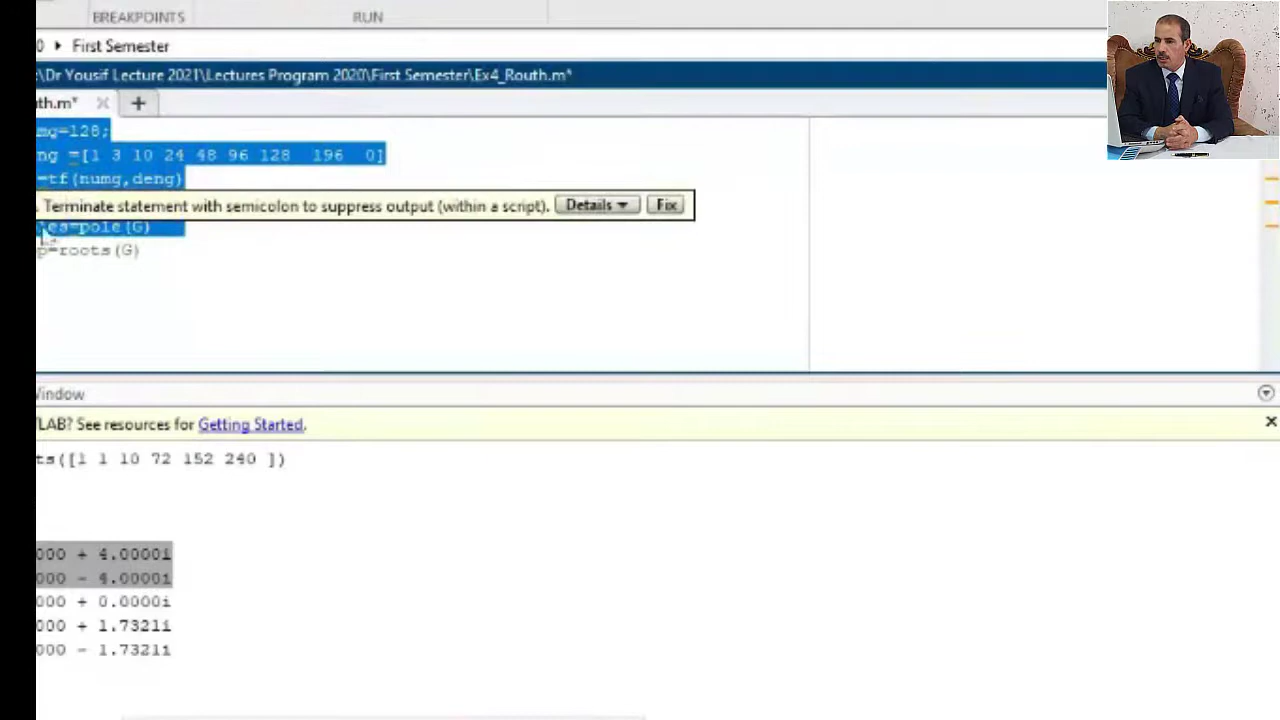 BREAKPOINTS RUN
0 ▸ First Semester
:\Dr Yousif Lecture 2021\Lectures Program 2020\First Semester\Ex4_Routh.m*
uth.m* × +
mg=128;
ng =[1 3 10 24 48 96 128 196 0]
=tf(numg,deng)
. Terminate statement with semicolon to suppress output (within a script). Details ▼ Fix
es=pole(G)
p=roots(G)
Window
LAB? See resources for Getting Started. ×
ts([1 1 10 72 152 240 ])
000 + 4.0000i
000 - 4.0000i
000 + 0.0000i
000 + 1.7321i
000 - 1.7321i